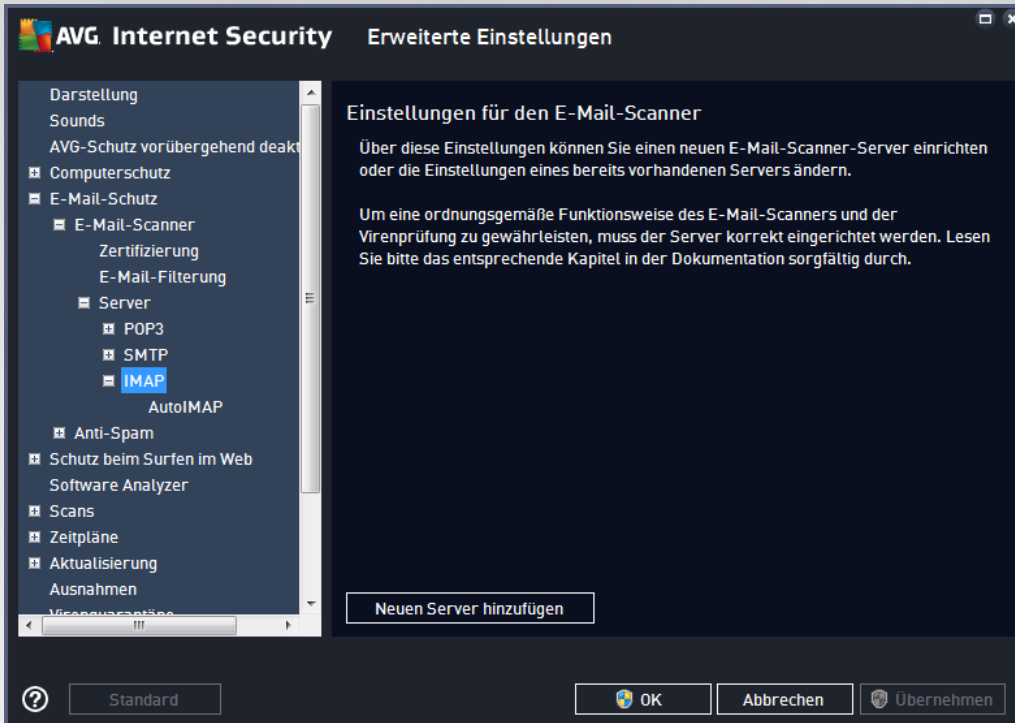 AVG Internet Security Erweiterte Einstellungen
Darstellung
Sounds
AVG-Schutz vorübergehend deakt
Computerschutz
E-Mail-Schutz
E-Mail-Scanner
Zertifizierung
E-Mail-Filterung
Server
POP3
SMTP
IMAP
AutoIMAP
Anti-Spam
Schutz beim Surfen im Web
Software Analyzer
Scans
Zeitpläne
Aktualisierung
Ausnahmen
Virenquarantäne
Einstellungen für den E-Mail-Scanner
Über diese Einstellungen können Sie einen neuen E-Mail-Scanner-Server einrichten
oder die Einstellungen eines bereits vorhandenen Servers ändern.
Um eine ordnungsgemäße Funktionsweise des E-Mail-Scanners und der
Virenprüfung zu gewährleisten, muss der Server korrekt eingerichtet werden. Lesen
Sie bitte das entsprechende Kapitel in der Dokumentation sorgfältig durch.
Neuen Server hinzufügen
?
Standard
OK
Abbrechen
Übernehmen